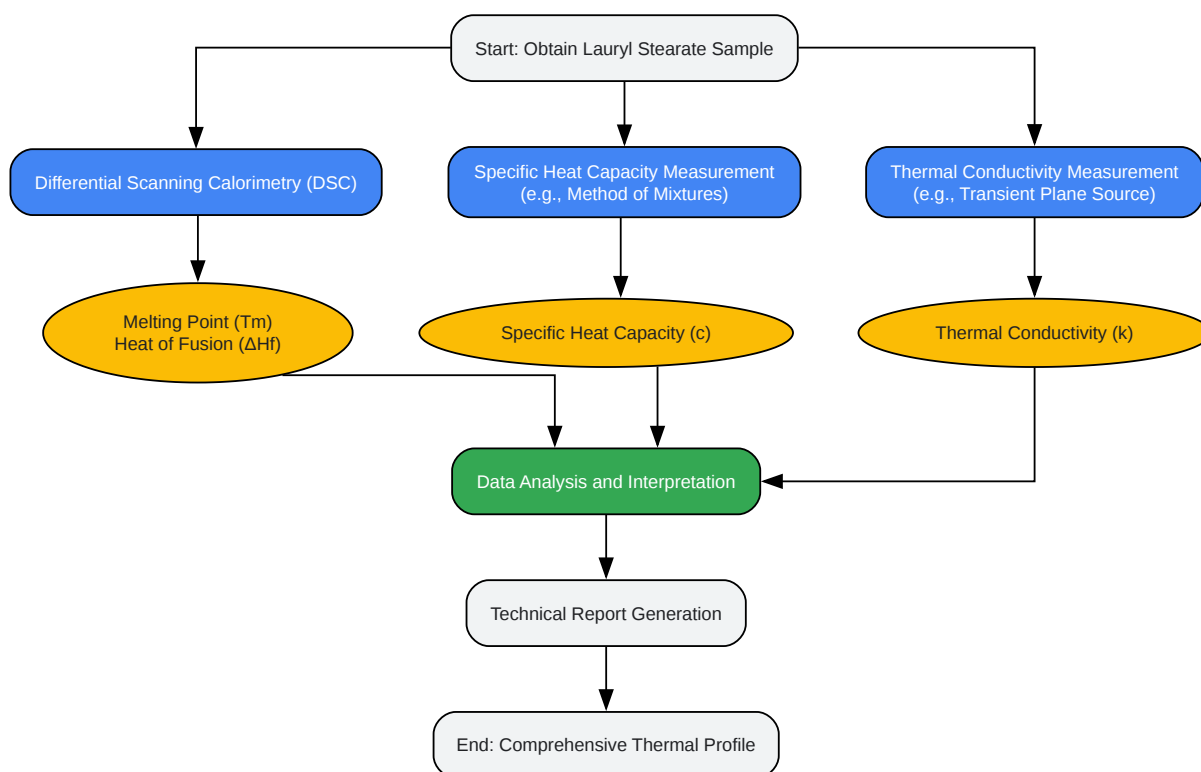 Start: Obtain Lauryl Stearate Sample
Differential Scanning Calorimetry (DSC)
Specific Heat Capacity Measurement
(e.g., Method of Mixtures)
Thermal Conductivity Measurement
(e.g., Transient Plane Source)
Melting Point (Tm)
Heat of Fusion (ΔHf)
Specific Heat Capacity (c)
Thermal Conductivity (k)
Data Analysis and Interpretation
Technical Report Generation
End: Comprehensive Thermal Profile